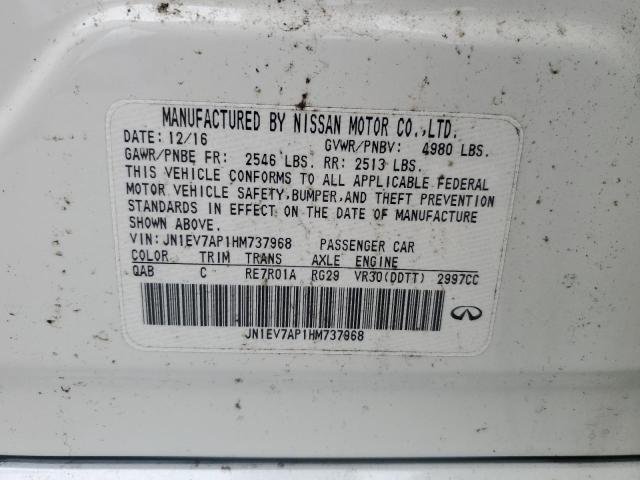 MANUFACTURED BY NISSAN MOTOR CO.,LTD.
DATE: 12/16 GVWR/PNBV: 4980 LBS.
GAWR/PNBE FR: 2546 LBS. RR: 2513 LBS.
THIS VEHICLE CONFORMS TO ALL APPLICABLE FEDERAL
MOTOR VEHICLE SAFETY,BUMPER,AND THEFT PREVENTION
STANDARDS IN EFFECT ON THE DATE OF MANUFACTURE
SHOWN ABOVE.
VIN: JN1EV7AP1HM737968 PASSENGER CAR
COLOR TRIM TRANS AXLE ENGINE
QAB C RE7R01A RG29 VR30(DDTT) 2997CC
JN1EV7AP1HM737968